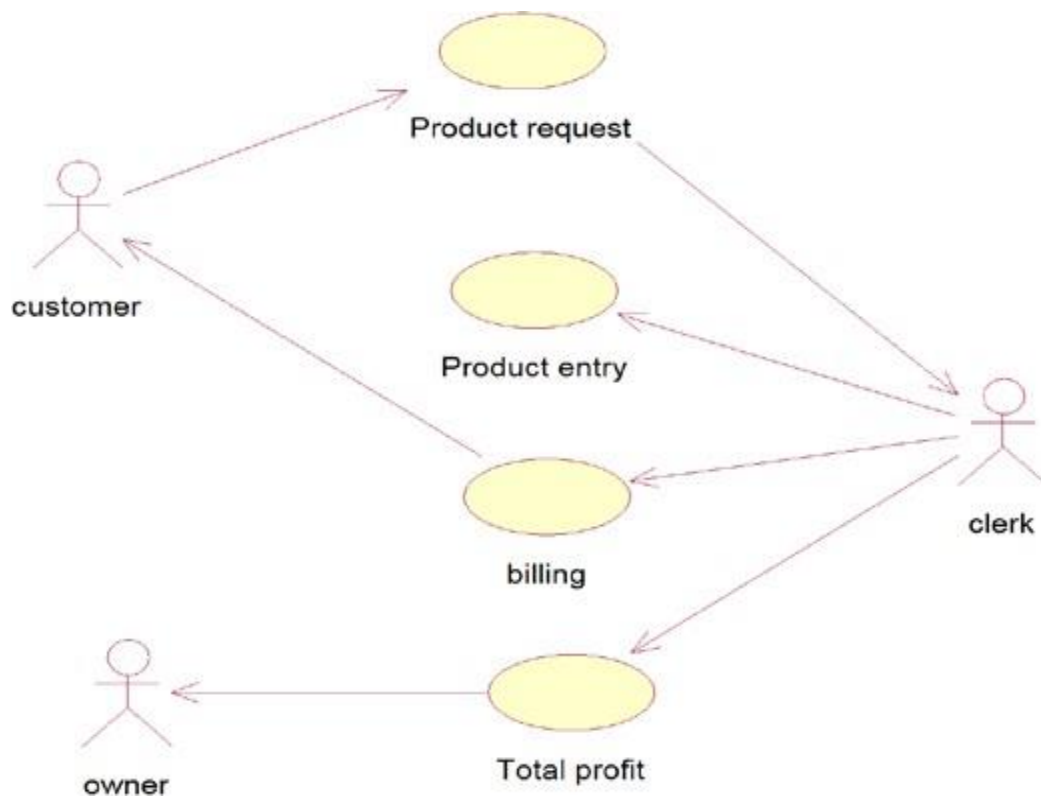 Product request
customer
Product entry
clerk
billing
Total profit
owner